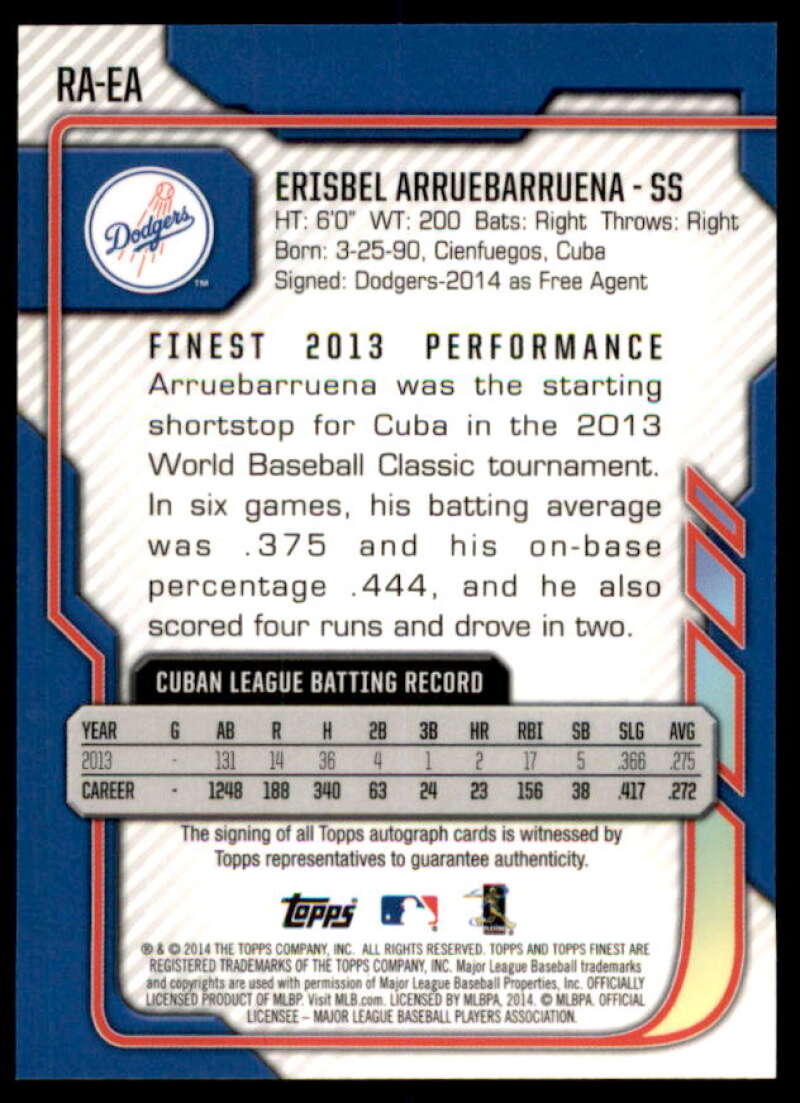 RA-EA
Dodgers
TM
ERISBEL ARRUEBARRUENA - SS
HT: 6'0" WT: 200 Bats: Right Throws: Right
Born: 3-25-90, Cienfuegos, Cuba
Signed: Dodgers-2014 as Free Agent
FINEST 2013 PERFORMANCE
Arruebarruena was the starting
shortstop for Cuba in the 2013
World Baseball Classic tournament.
In six games, his batting average
was .375 and his on-base
percentage .444, and he also
scored four runs and drove in two.
CUBAN LEAGUE BATTING RECORD
YEAR G AB R H 2B 3B HR RBI SB SLG AVG
2013 - 131 14 36 4 1 2 17 5 .366 .275
CAREER - 1248 188 340 63 24 23 156 38 .417 .272
The signing of all Topps autograph cards is witnessed by
Topps representatives to guarantee authenticity.
topps
® & © 2014 THE TOPPS COMPANY, INC. ALL RIGHTS RESERVED. TOPPS AND TOPPS FINEST ARE
REGISTERED TRADEMARKS OF THE TOPPS COMPANY, INC. Major League Baseball trademarks
and copyrights are used with permission of Major League Baseball Properties, Inc. OFFICIALLY
LICENSED PRODUCT OF MLBP. Visit MLB.com. LICENSED BY MLBPA, 2014. © MLBPA. OFFICIAL
LICENSEE – MAJOR LEAGUE BASEBALL PLAYERS ASSOCIATION.